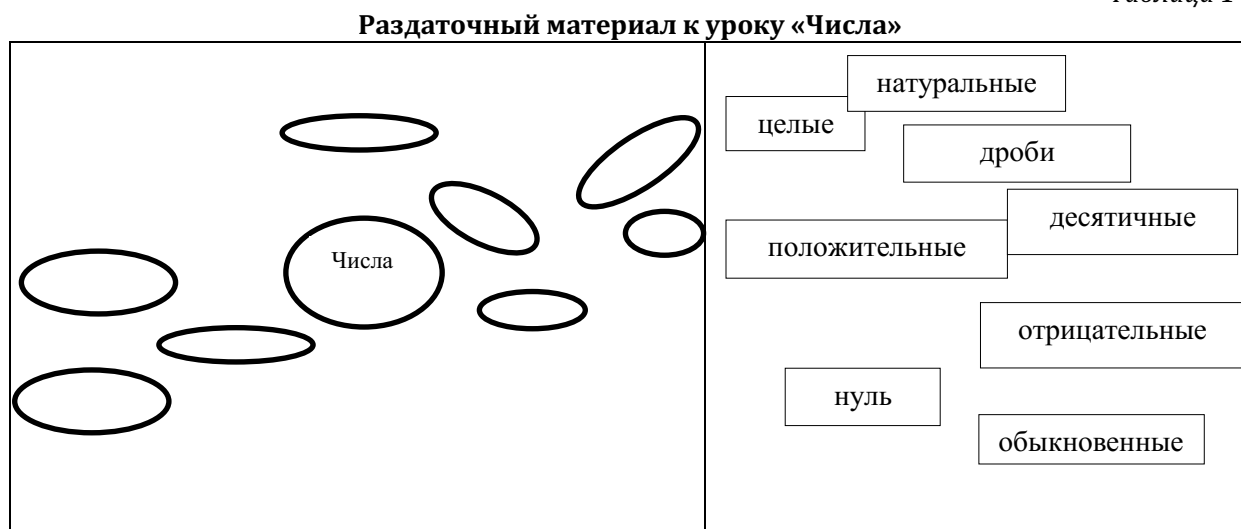 Раздаточный материал к уроку «Числа»
Числа
натуральные
целые
дроби
десятичные
положительные
отрицательные
нуль
обыкновенные